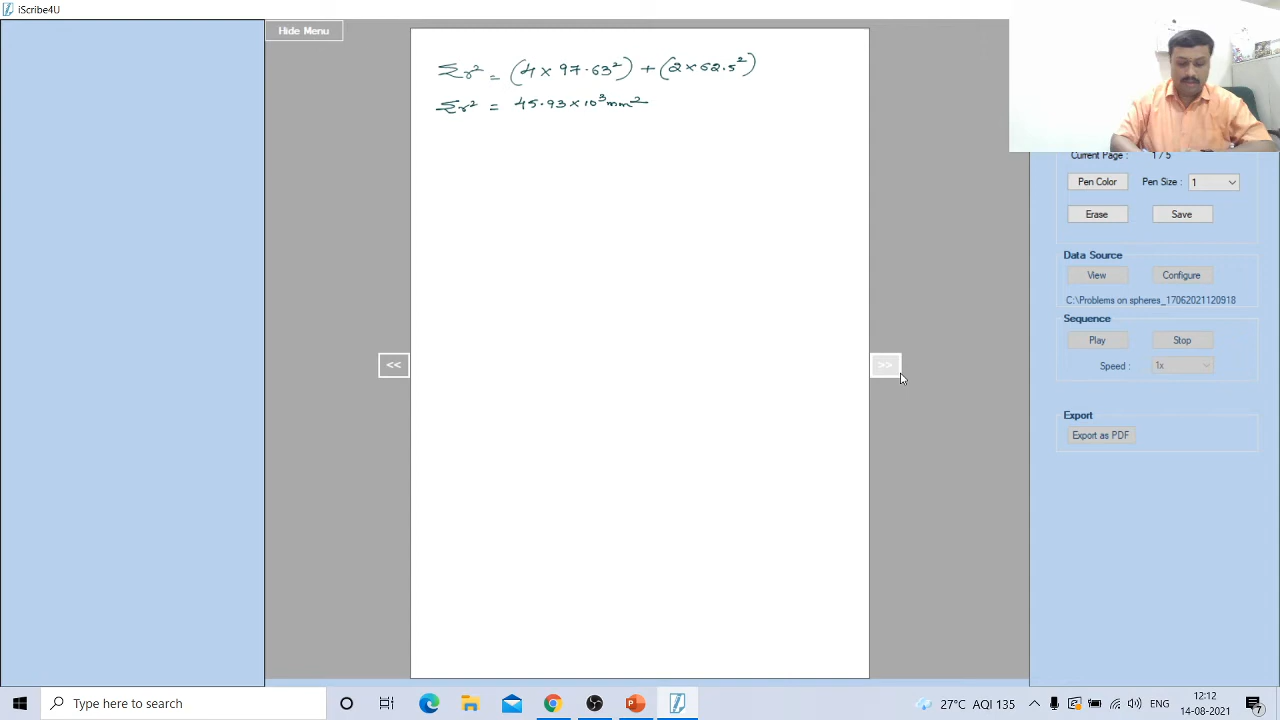 iScribe4U
Hide Menu
Σr² = (4 × 97.63²) + (2 × 62.5²)
Σr² = 45.93 × 10³ mm²
Current Page : 1 / 5
Pen Color Pen Size : 1
Erase Save
Data Source
View Configure
C:\Problems on spheres_17062021120918
Sequence
Play Stop
Speed : 1x
<< >>
Export
Export as PDF
Type here to search
27°C AQI 135 ENG 12:12 14-08-2021 7